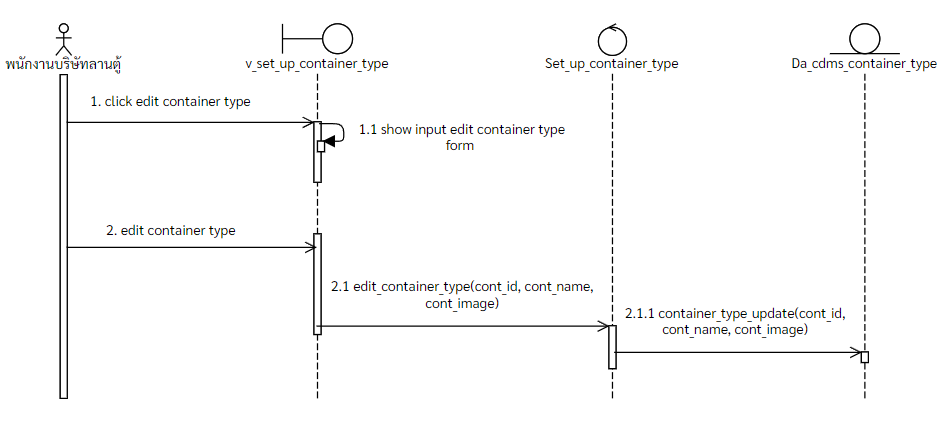 พนักงานบริษัทลานตู้
v_set_up_container_type
Set_up_container_type
Da_cdms_container_type
1. click edit container type
1.1 show input edit container type
form
2. edit container type
2.1 edit_container_type(cont_id, cont_name,
cont_image)
2.1.1 container_type_update(cont_id,
cont_name, cont_image)